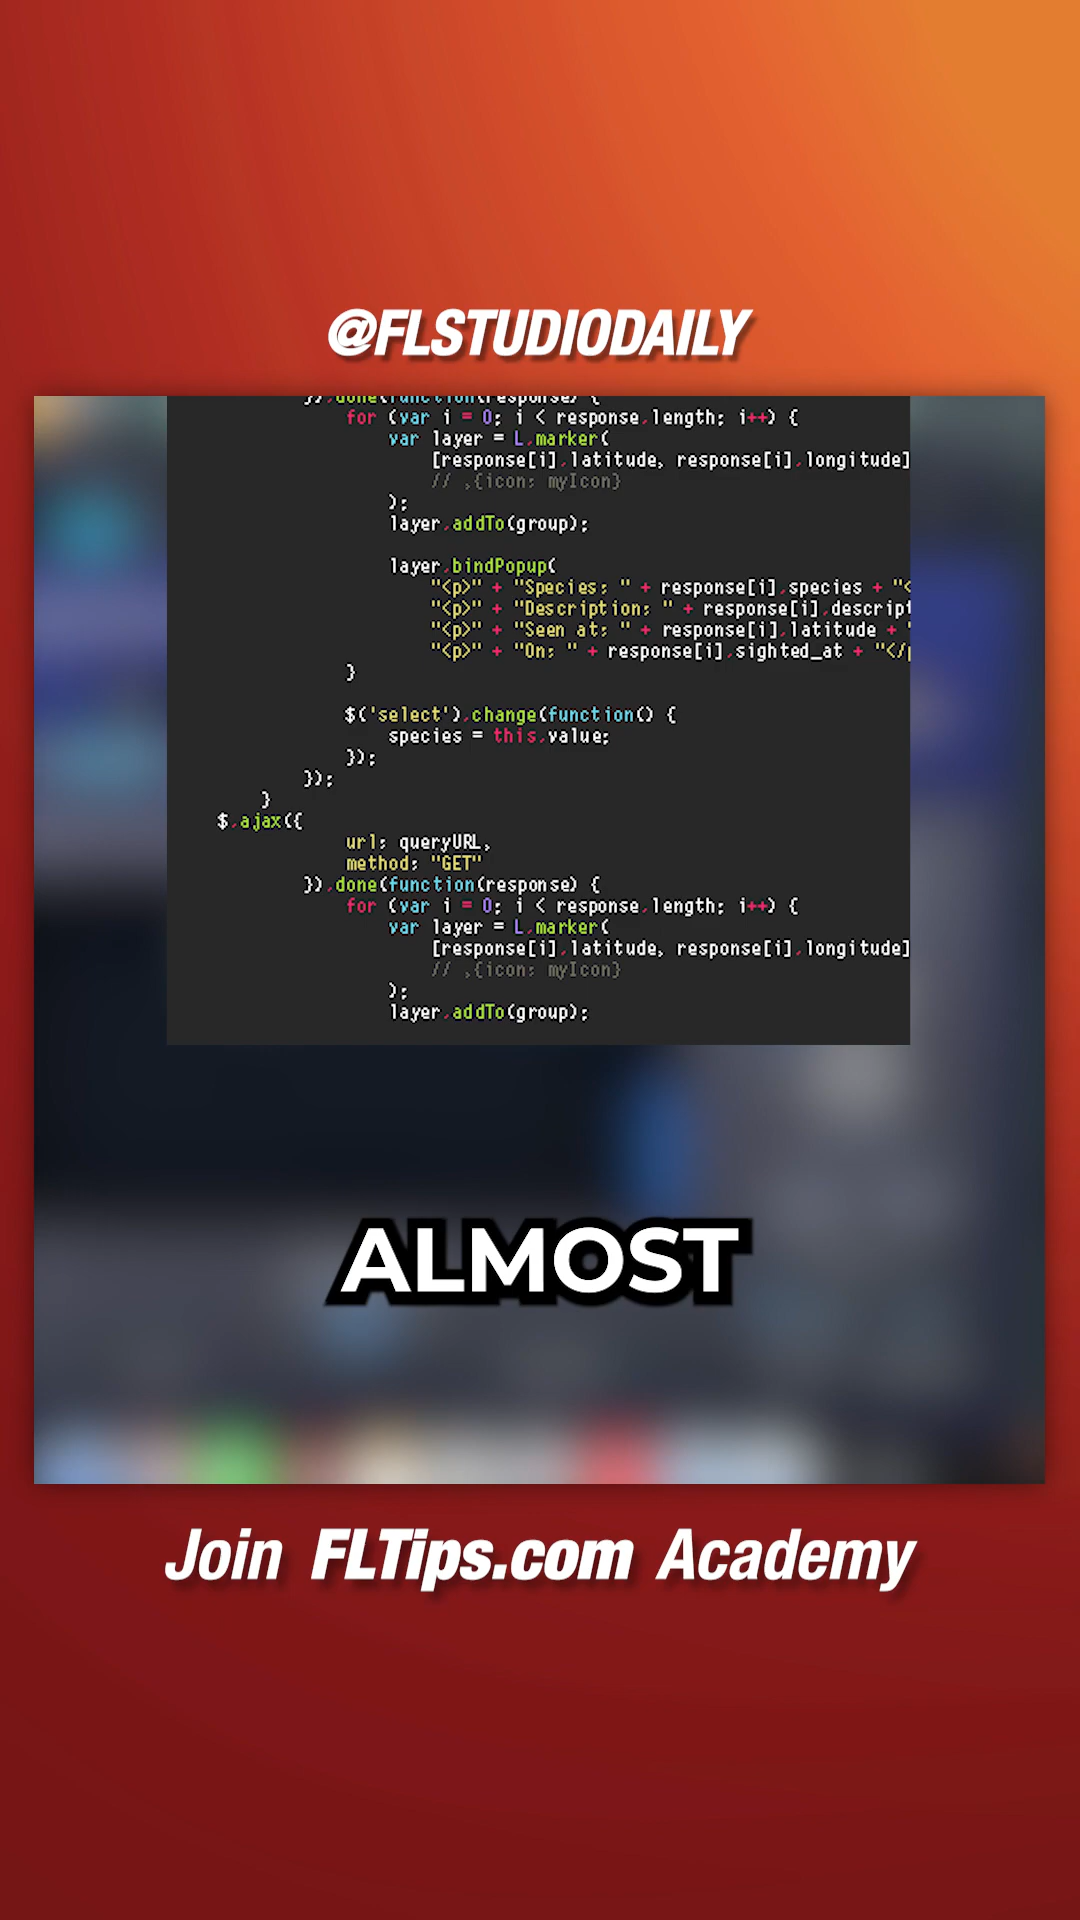 @FLSTUDIODAILY
}).done(function(response) {
for (var i = 0; i < response.length; i++) {
var layer = L.marker(
[response[i].latitude, response[i].longitude]
// ,{icon: myIcon}
);
layer.addTo(group);
layer.bindPopup(
"<p>" + "Species: " + response[i].species + "<
"<p>" + "Description: " + response[i].descript
"<p>" + "Seen at: " + response[i].latitude + "
"<p>" + "On: " + response[i].sighted_at + "</p
}
$('select').change(function() {
species = this.value;
});
});
}
$.ajax({
url: queryURL,
method: "GET"
}).done(function(response) {
for (var i = 0; i < response.length; i++) {
var layer = L.marker(
[response[i].latitude, response[i].longitude]
// ,{icon: myIcon}
);
layer.addTo(group);
ALMOST
Join FLTips.com Academy